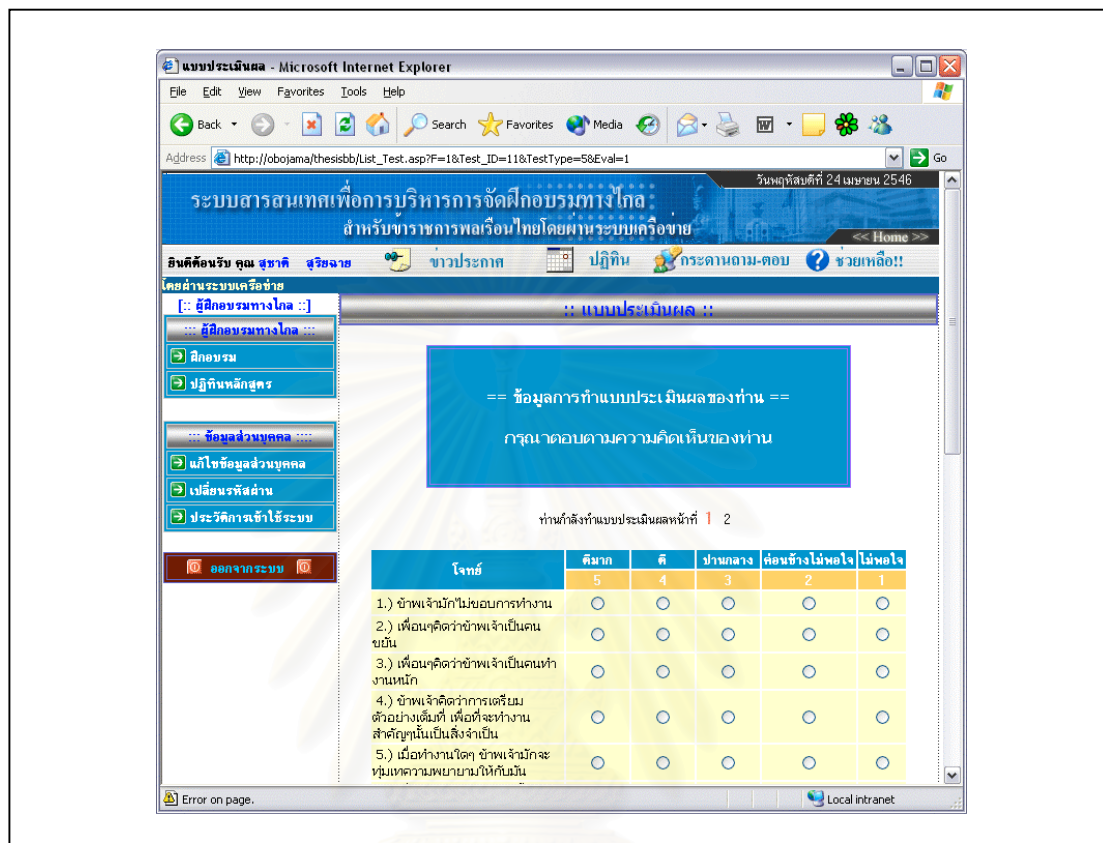 แบบประเมินผล - Microsoft Internet Explorer
File Edit View Favorites Tools Help
Back Search Favorites Media
Address http://obojama/thesisbb/List_Test.asp?F=1&Test_ID=11&TestType=5&Eval=1 Go
วันพฤหัสบดีที่ 24 เมษายน 2546
ระบบสารสนเทศเพื่อการบริหารการจัดฝึกอบรมทางไกล
สำหรับข้าราชการพลเรือนไทยโดยผ่านระบบเครือข่าย
<< Home >>
ยินดีต้อนรับ คุณ สุชาติ สุริยฉาย ข่าวประกาศ ปฏิทิน กระดานถาม-ตอบ ช่วยเหลือ!!
โดยผ่านระบบเครือข่าย
[:: ผู้ฝึกอบรมทางไกล ::]
::: ผู้ฝึกอบรมทางไกล :::
ฝึกอบรม
ปฏิทินหลักสูตร
::: ข้อมูลส่วนบุคคล ::::
แก้ไขข้อมูลส่วนบุคคล
เปลี่ยนรหัสผ่าน
ประวัติการเข้าใช้ระบบ
ออกจากระบบ
:: แบบประเมินผล ::
== ข้อมูลการทำแบบประเมินผลของท่าน ==
กรุณาตอบตามความคิดเห็นของท่าน
ท่านกำลังทำแบบประเมินผลหน้าที่ 1 2
โจทย์ ดีมาก ดี ปานกลาง ค่อนข้างไม่พอใจ ไม่พอใจ
5 4 3 2 1
1.) ข้าพเจ้ามักไม่ชอบการทำงาน
2.) เพื่อนๆคิดว่าข้าพเจ้าเป็นคน
ขยัน
3.) เพื่อนๆคิดว่าข้าพเจ้าเป็นคนทำ
งานหนัก
4.) ข้าพเจ้าคิดว่าการเตรียม
ตัวอย่างเต็มที่ เพื่อที่จะทำงาน
สำคัญๆนั้นเป็นสิ่งจำเป็น
5.) เมื่อทำงานใดๆ ข้าพเจ้ามักจะ
ทุ่มเทความพยายามให้กับมัน
Error on page. Local intranet